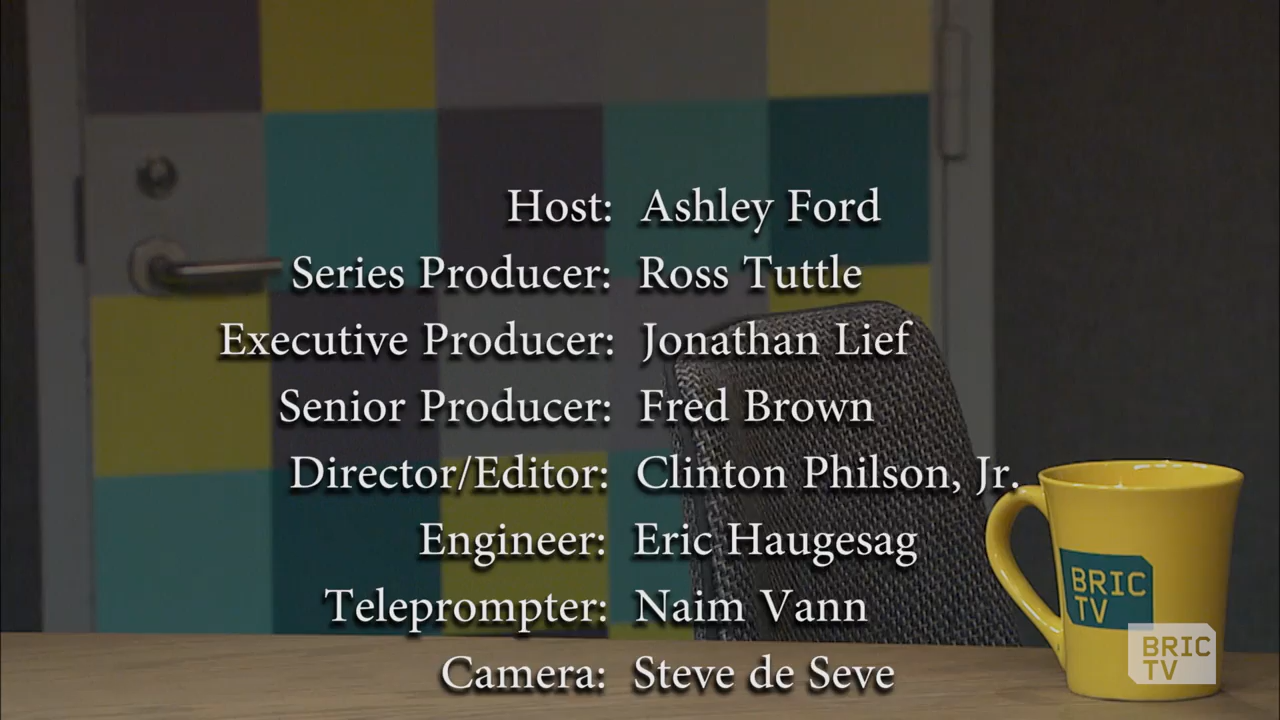 Host: Ashley Ford
Series Producer: Ross Tuttle
Executive Producer: Jonathan Lief
Senior Producer: Fred Brown
Director/Editor: Clinton Philson, Jr.
Engineer: Eric Haugesag
Teleprompter: Naim Vann
Camera: Steve de Seve
BRIC
TV
BRIC
TV